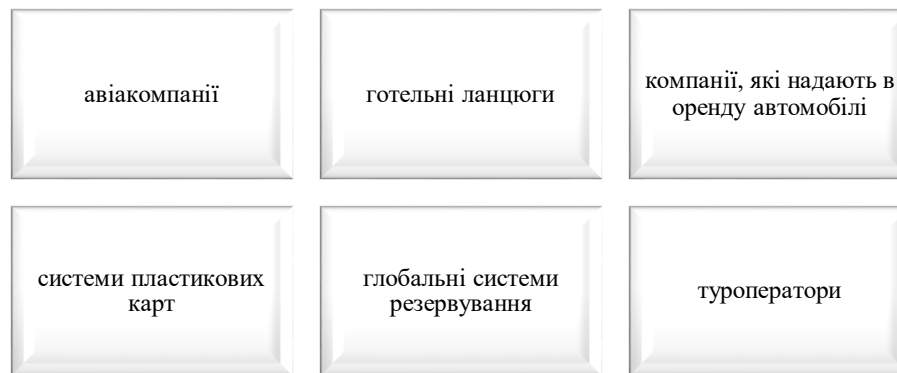 авіакомпанії
готельні ланцюги
компанії, які надають в
оренду автомобілі
системи пластикових
карт
глобальні системи
резервування
туроператори